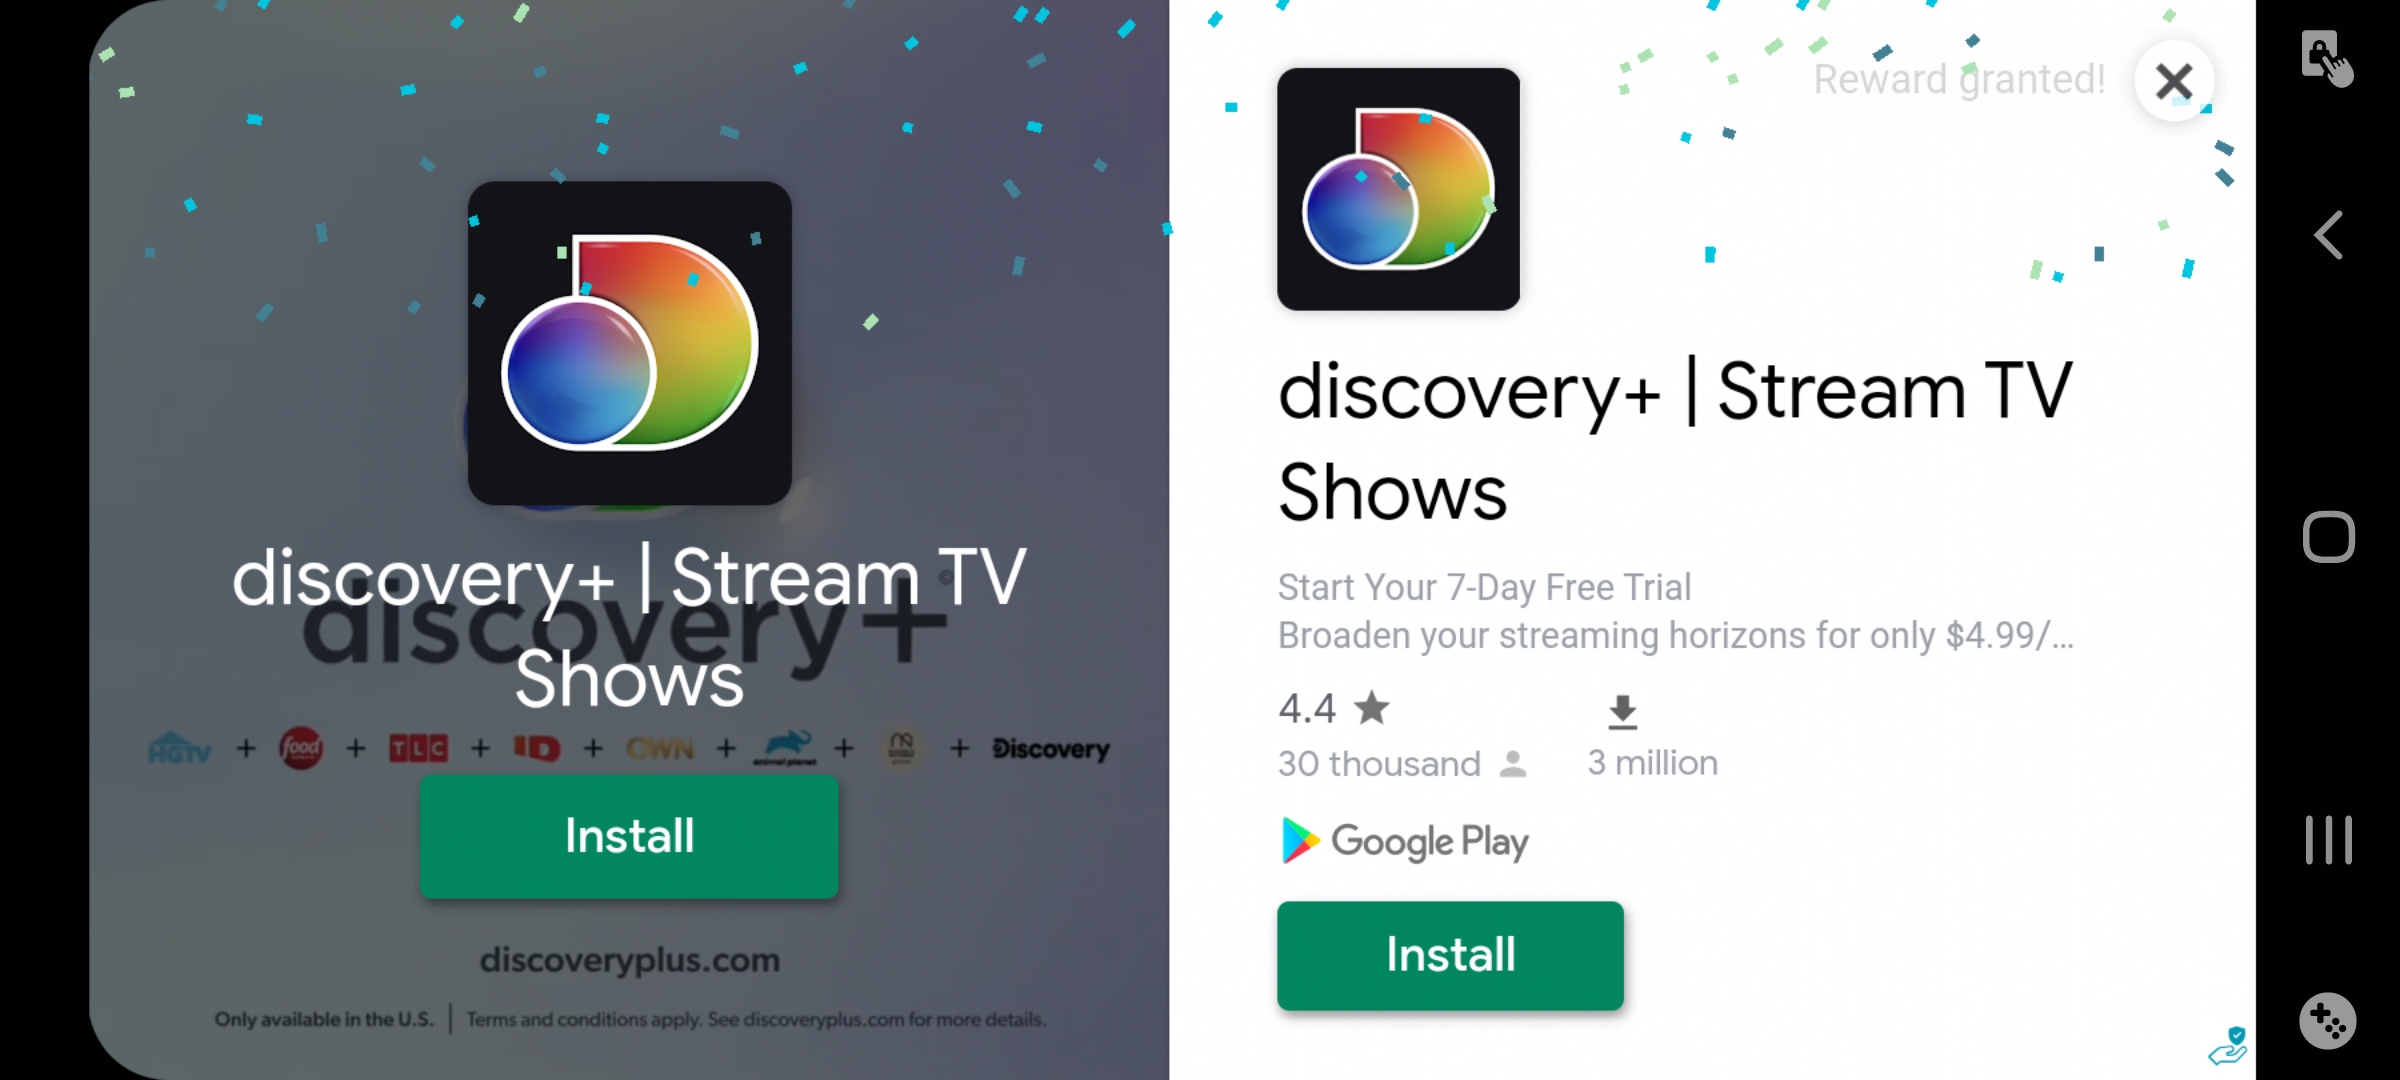 discovery+ | Stream TV
Shows
discovery+
HGTV + food + TLC + ID + OWN + animal planet + + Discovery
Install
discoveryplus.com
Only available in the U.S. | Terms and conditions apply. See discoveryplus.com for more details.
Reward granted!
discovery+ | Stream TV
Shows
Start Your 7-Day Free Trial
Broaden your streaming horizons for only $4.99/...
4.4
30 thousand
3 million
Google Play
Install